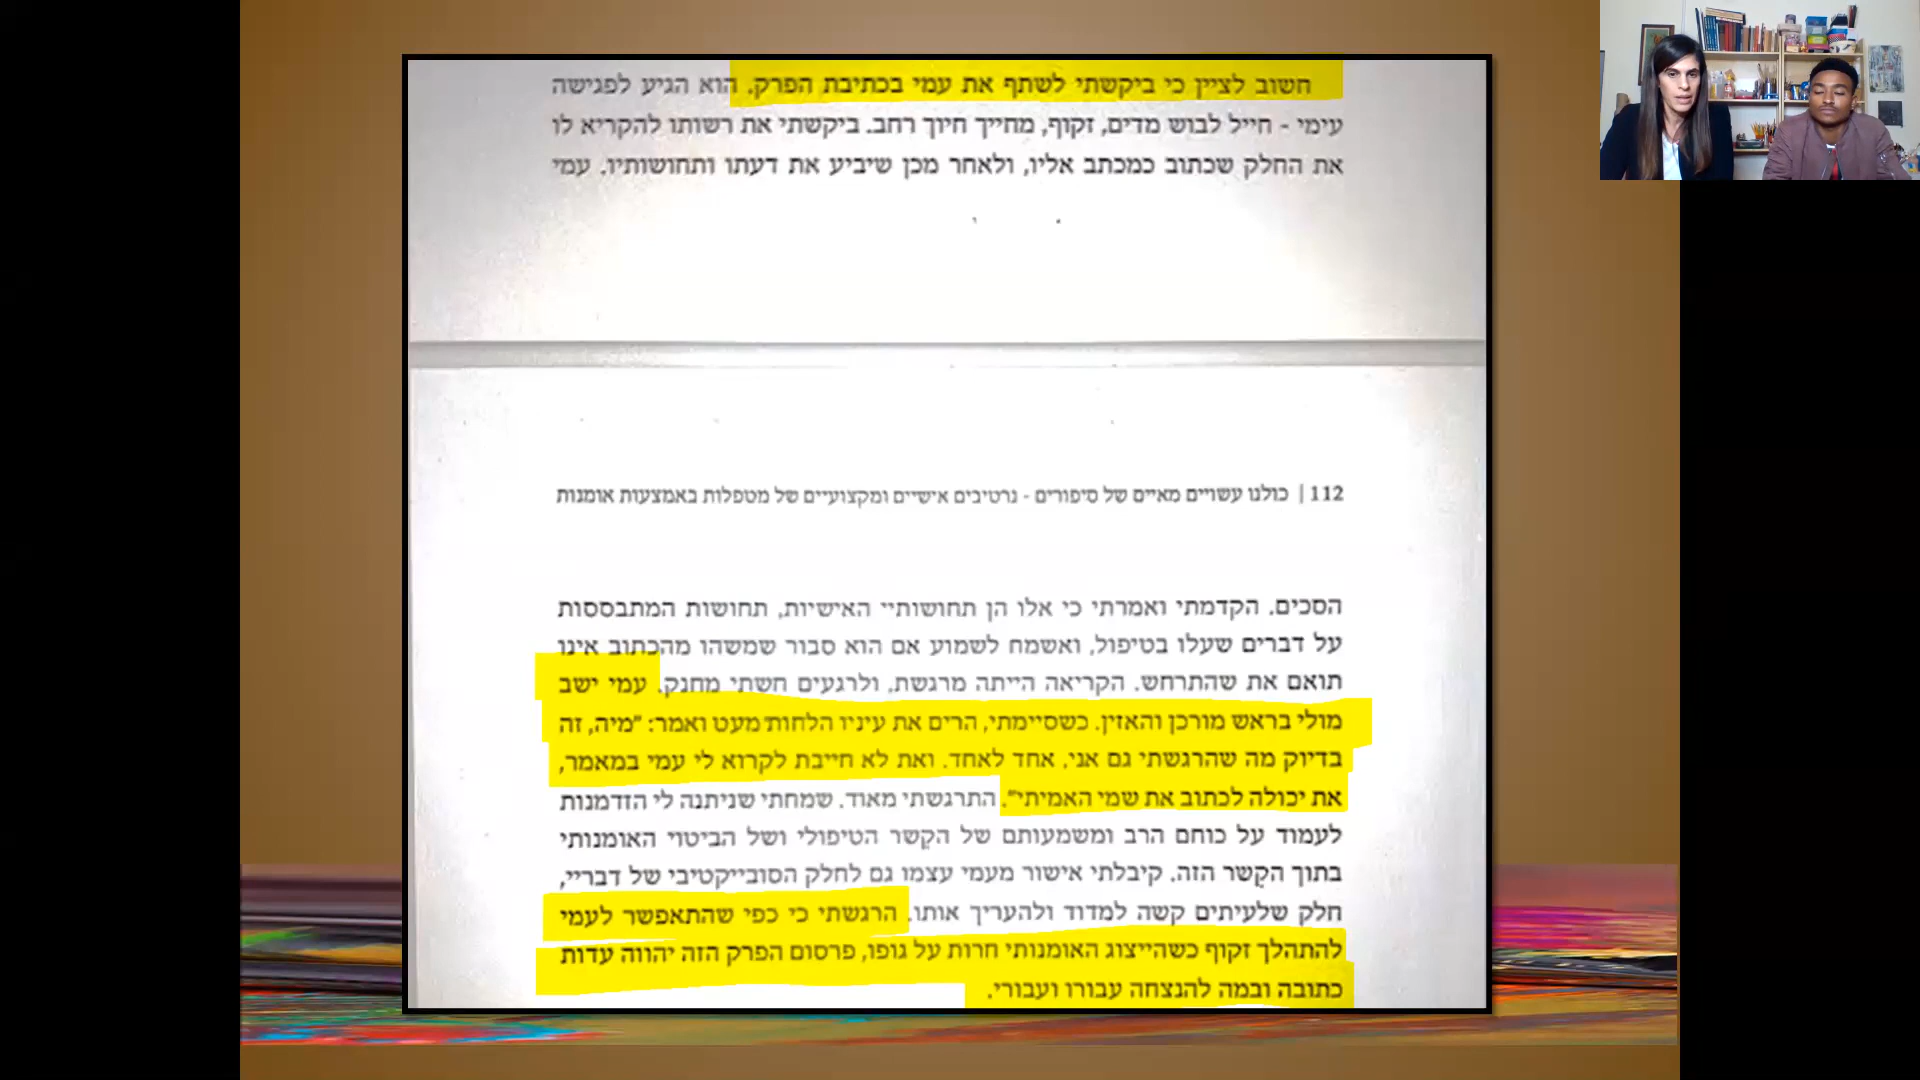 חשוב לציין כי ביקשתי לשתף את עמי בכתיבת הפרק. הוא הגיע לפגישה
עימי - חייל לבוש מדים, זקוף, מחייך חיוך רחב. ביקשתי את רשותו להקריא לו
את החלק שכתוב כמכתב אליו, ולאחר מכן שיביע את דעתו ותחושותיו. עמי
112 | כולנו עשויים מאיים של סיפורים - נרטיבים אישיים ומקצועיים של מטפלות באמצעות אומנות
הסכים. הקדמתי ואמרתי כי אלו הן תחושותיי האישיות, תחושות המתבססות
על דברים שעלו בטיפול, ואשמח לשמוע אם הוא סבור שמשהו מהכתוב אינו
תואם את שהתרחש. הקריאה הייתה מרגשת, ולרגעים חשתי מחנק. עמי ישב
מולי בראש מורכן והאזין. כשסיימתי, הרים את עיניו הלחות מעט ואמר: "מיה, זה
בדיוק מה שהרגשתי גם אני, אחד לאחד. ואת לא חייבת לקרוא לי עמי במאמר,
את יכולה לכתוב את שמי האמיתי". התרגשתי מאוד. שמחתי שניתנה לי הזדמנות
לעמוד על כוחם הרב ומשמעותם של הקשר הטיפולי ושל הביטוי האומנותי
בתוך הקשר הזה. קיבלתי אישור מעמי עצמו גם לחלק הסובייקטיבי של דבריי,
חלק שלעיתים קשה למדוד ולהעריך אותו. הרגשתי כי כפי שהתאפשר לעמי
להתהלך זקוף כשהייצוג האומנותי חרות על גופו, פרסום הפרק הזה יהווה עדות
כתובה ובמה להנצחה עבורו ועבורי.